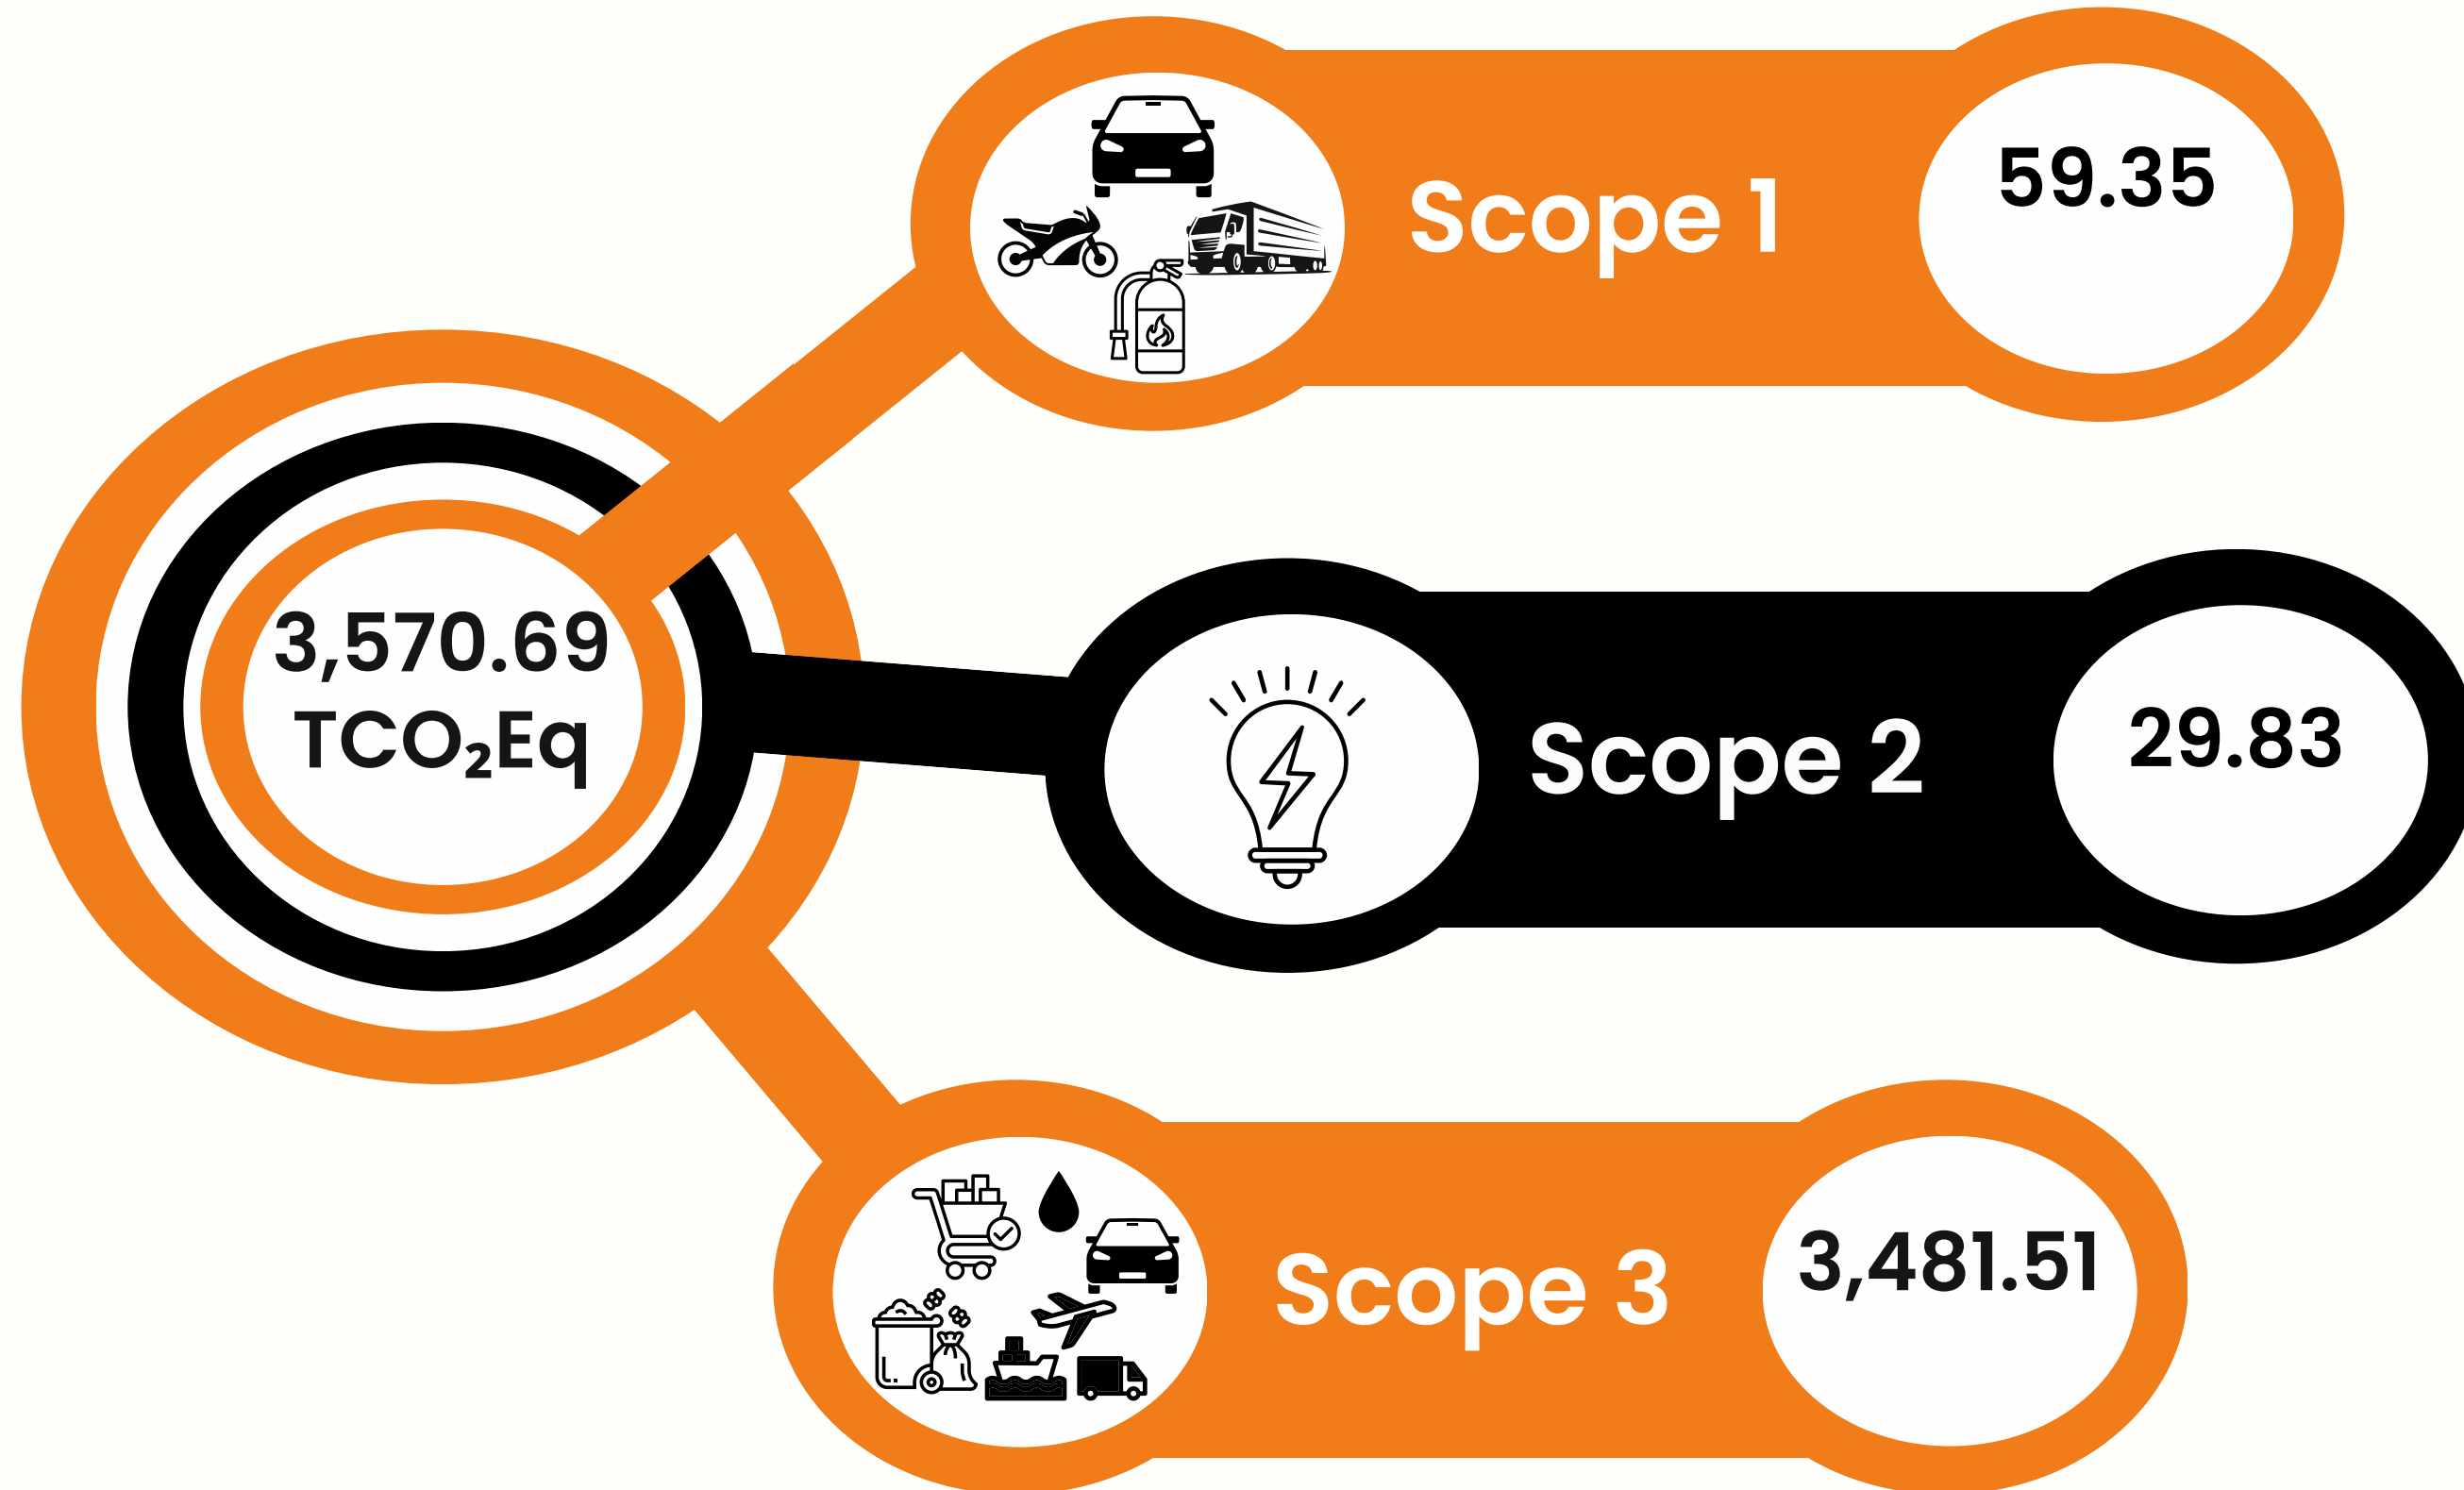 Scope 1
59.35
3,570.69
TCO₂Eq
Scope 2
29.83
Scope 3
3,481.51